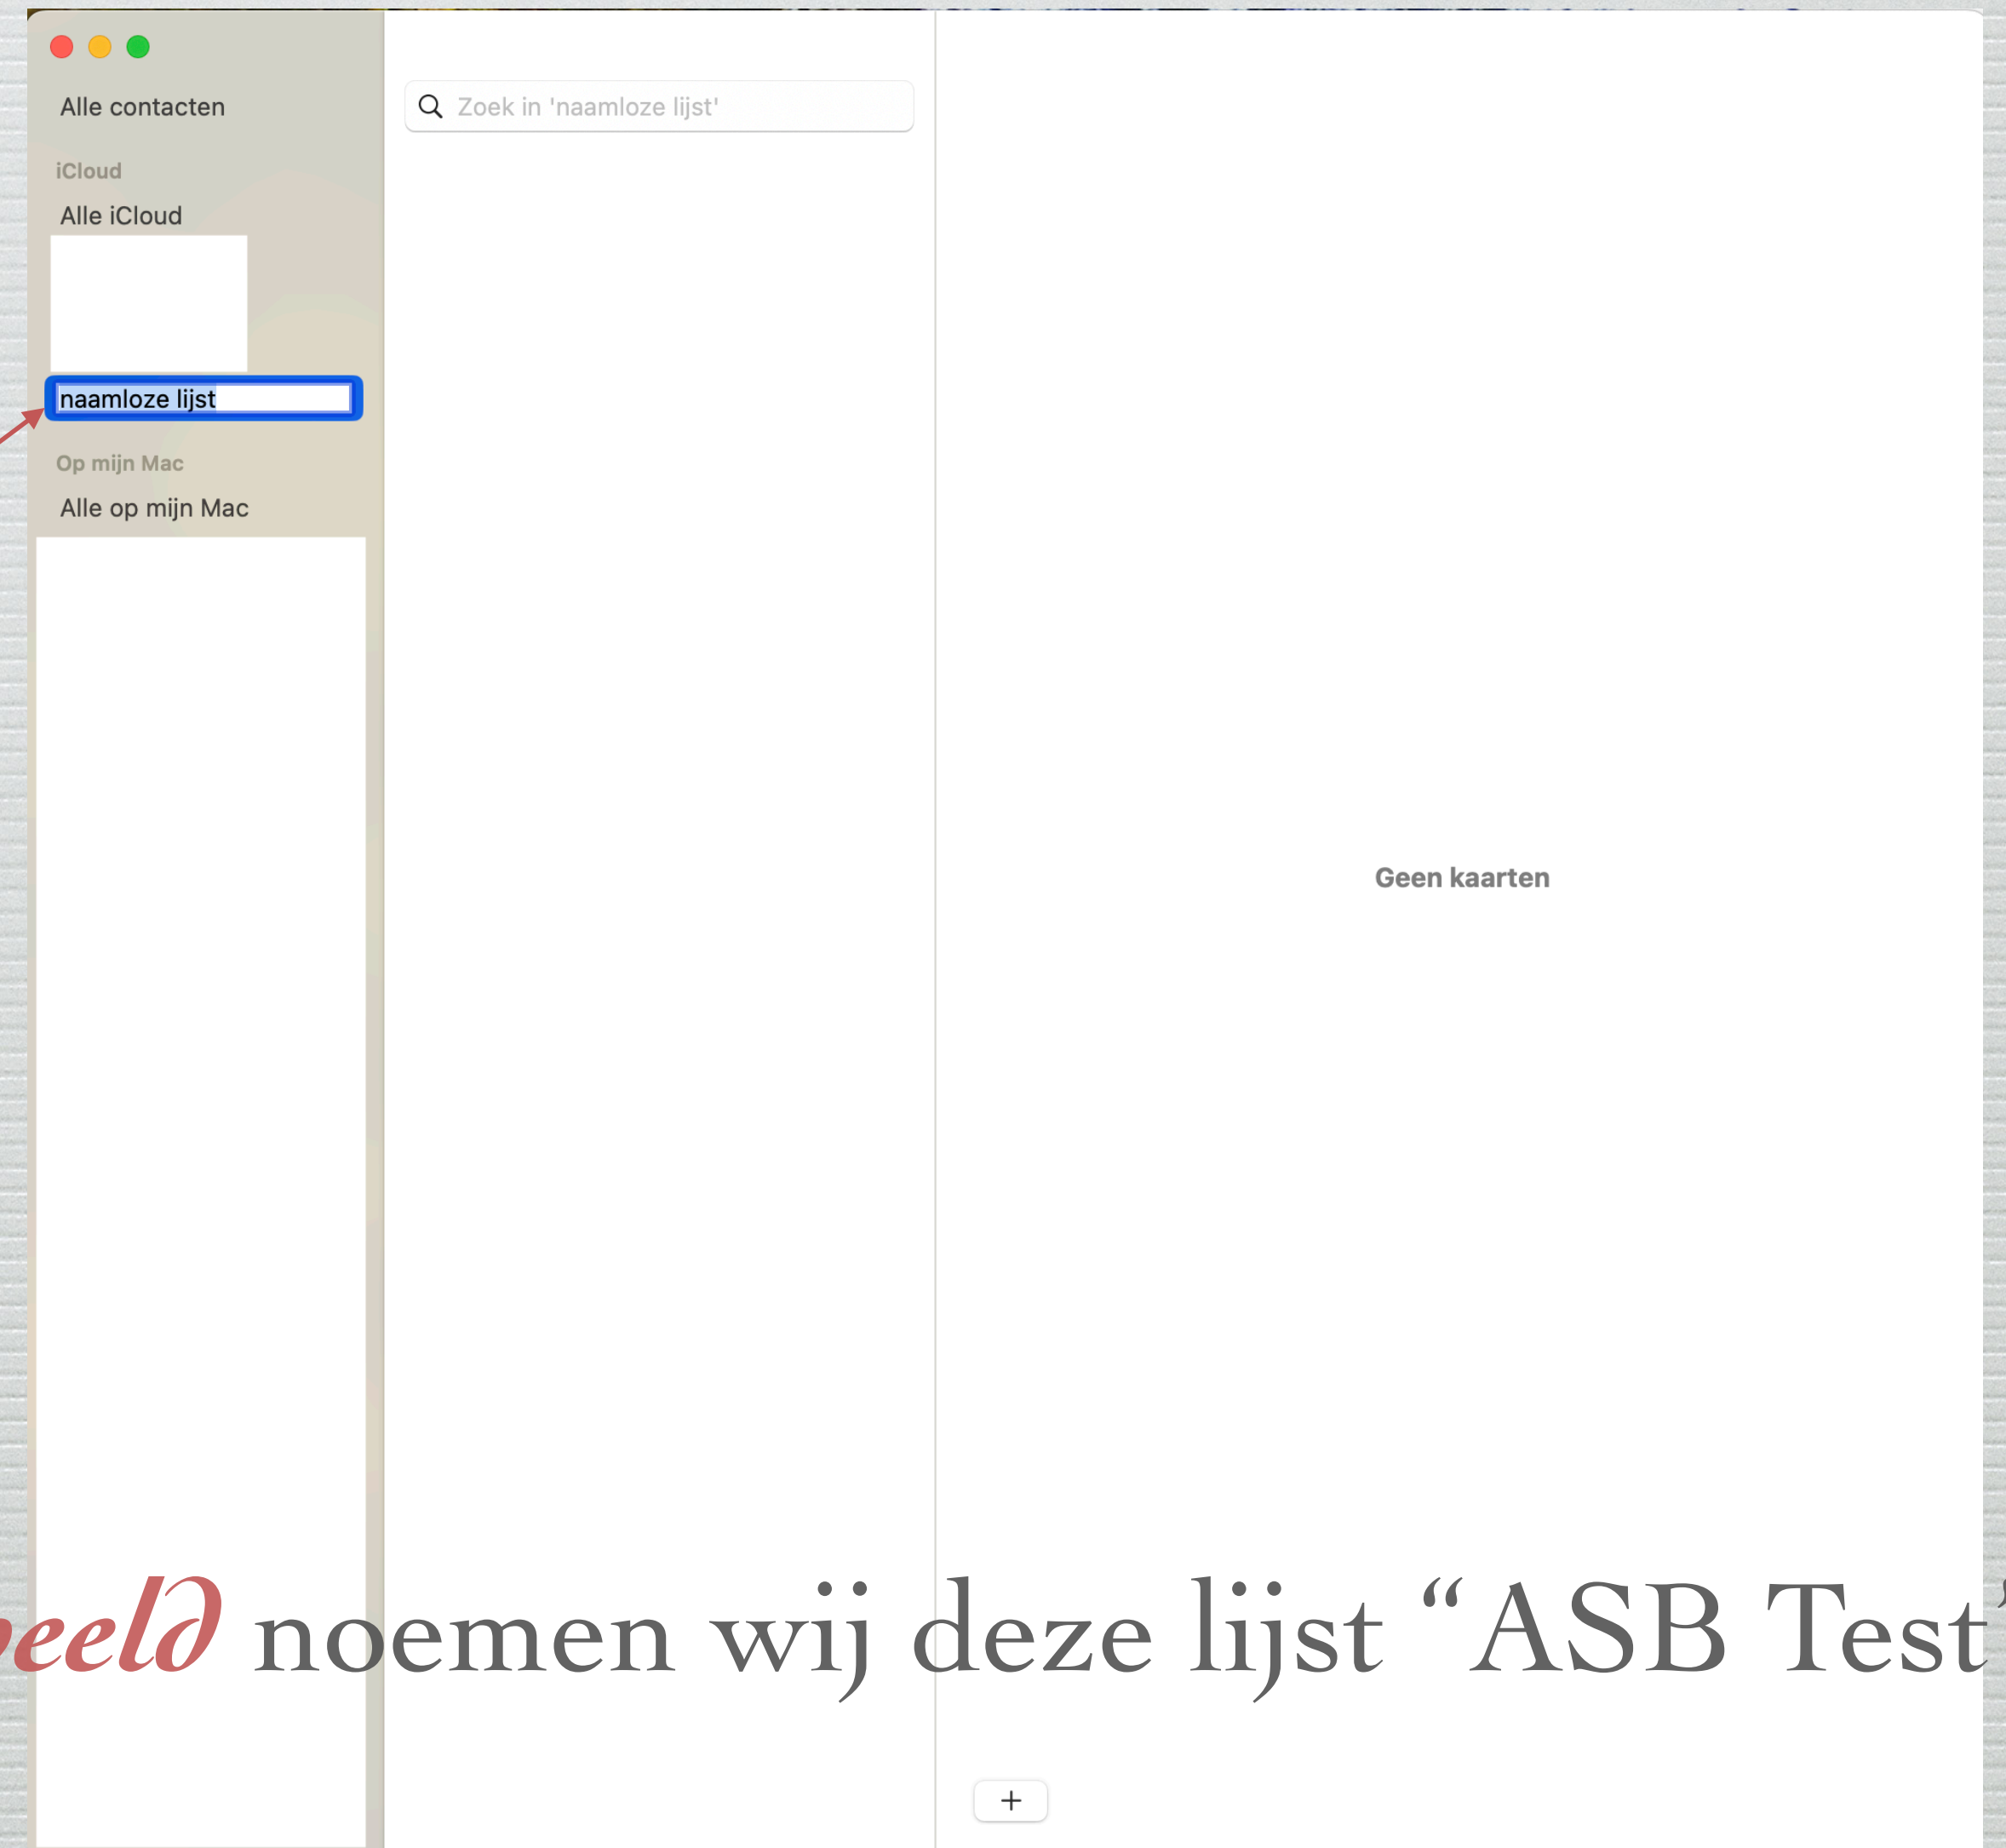 Alle contacten
Zoek in 'naamloze lijst'
iCloud
Alle iCloud
naamloze lijst
Op mijn Mac
Alle op mijn Mac
Geen kaarten
noemen wij deze lijst “ASB Test”
+